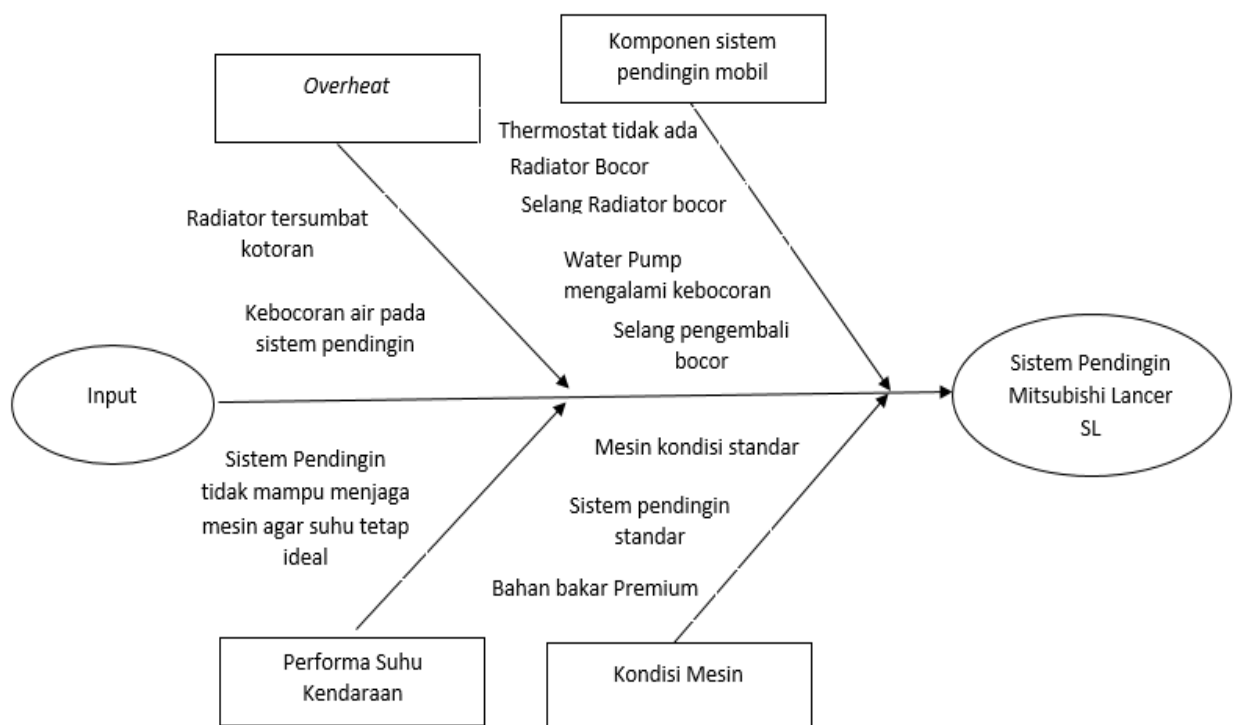 Komponen sistem
pendingin mobil
Overheat
Thermostat tidak ada
Radiator Bocor
Selang Radiator bocor
Radiator tersumbat
kotoran
Water Pump
mengalami kebocoran
Kebocoran air pada
sistem pendingin
Selang pengembali
bocor
Input
Sistem Pendingin
Mitsubishi Lancer
SL
Sistem Pendingin
tidak mampu menjaga
mesin agar suhu tetap
ideal
Mesin kondisi standar
Sistem pendingin
standar
Bahan bakar Premium
Performa Suhu
Kendaraan
Kondisi Mesin